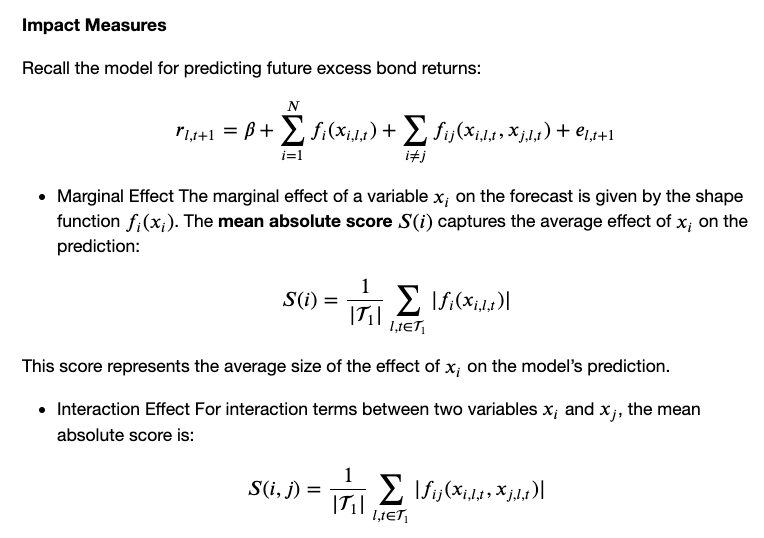 Impact Measures
Recall the model for predicting future excess bond returns:
$r_{l,t+1} = \beta + \sum_{i=1}^{N} f_i(x_{i,l,t}) + \sum_{i \neq j} f_{ij}(x_{i,l,t}, x_{j,l,t}) + e_{l,t+1}$
• Marginal Effect The marginal effect of a variable $x_i$ on the forecast is given by the shape
function $f_i(x_i)$. The mean absolute score $S(i)$ captures the average effect of $x_i$ on the
prediction:
$S(i) = \frac{1}{|\mathcal{T}_1|} \sum_{l,t \in \mathcal{T}_1} |f_i(x_{i,l,t})|$
This score represents the average size of the effect of $x_i$ on the model’s prediction.
• Interaction Effect For interaction terms between two variables $x_i$ and $x_j$, the mean
absolute score is:
$S(i, j) = \frac{1}{|\mathcal{T}_1|} \sum_{l,t \in \mathcal{T}_1} |f_{ij}(x_{i,l,t}, x_{j,l,t})|$